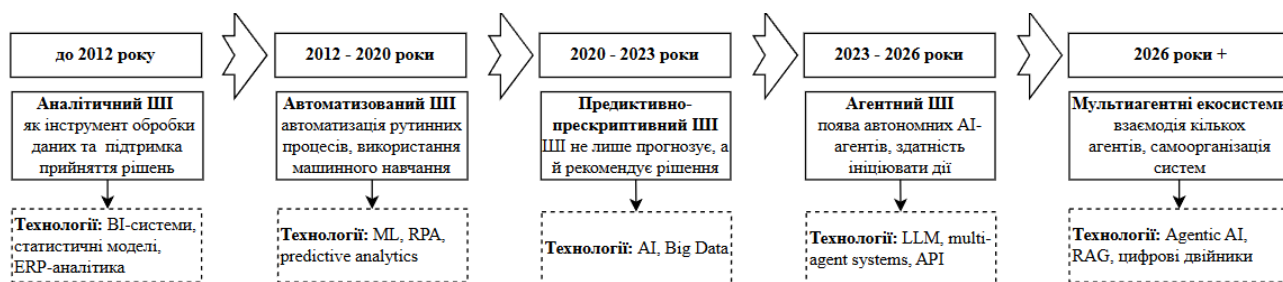 до 2012 року
2012 - 2020 роки
2020 - 2023 роки
2023 - 2026 роки
2026 роки +
Аналітичний ШІ
як інструмент обробки
даних та підтримка
прийняття рішень
Автоматизований ШІ
автоматизація рутинних
процесів, використання
машинного навчання
Предиктивно-
прескриптивний ШІ
ШІ не лише прогнозує, а
й рекомендує рішення
Агентний ШІ
поява автономних AI-
агентів, здатність
ініціювати дії
Мультиагентні екосистеми
взаємодія кількох
агентів, самоорганізація
систем
Технології: BI-системи,
статистичні моделі,
ERP-аналітика
Технології: ML, RPA,
predictive analytics
Технології: AI, Big Data
Технології: LLM, multi-
agent systems, API
Технології: Agentic AI,
RAG, цифрові двійники